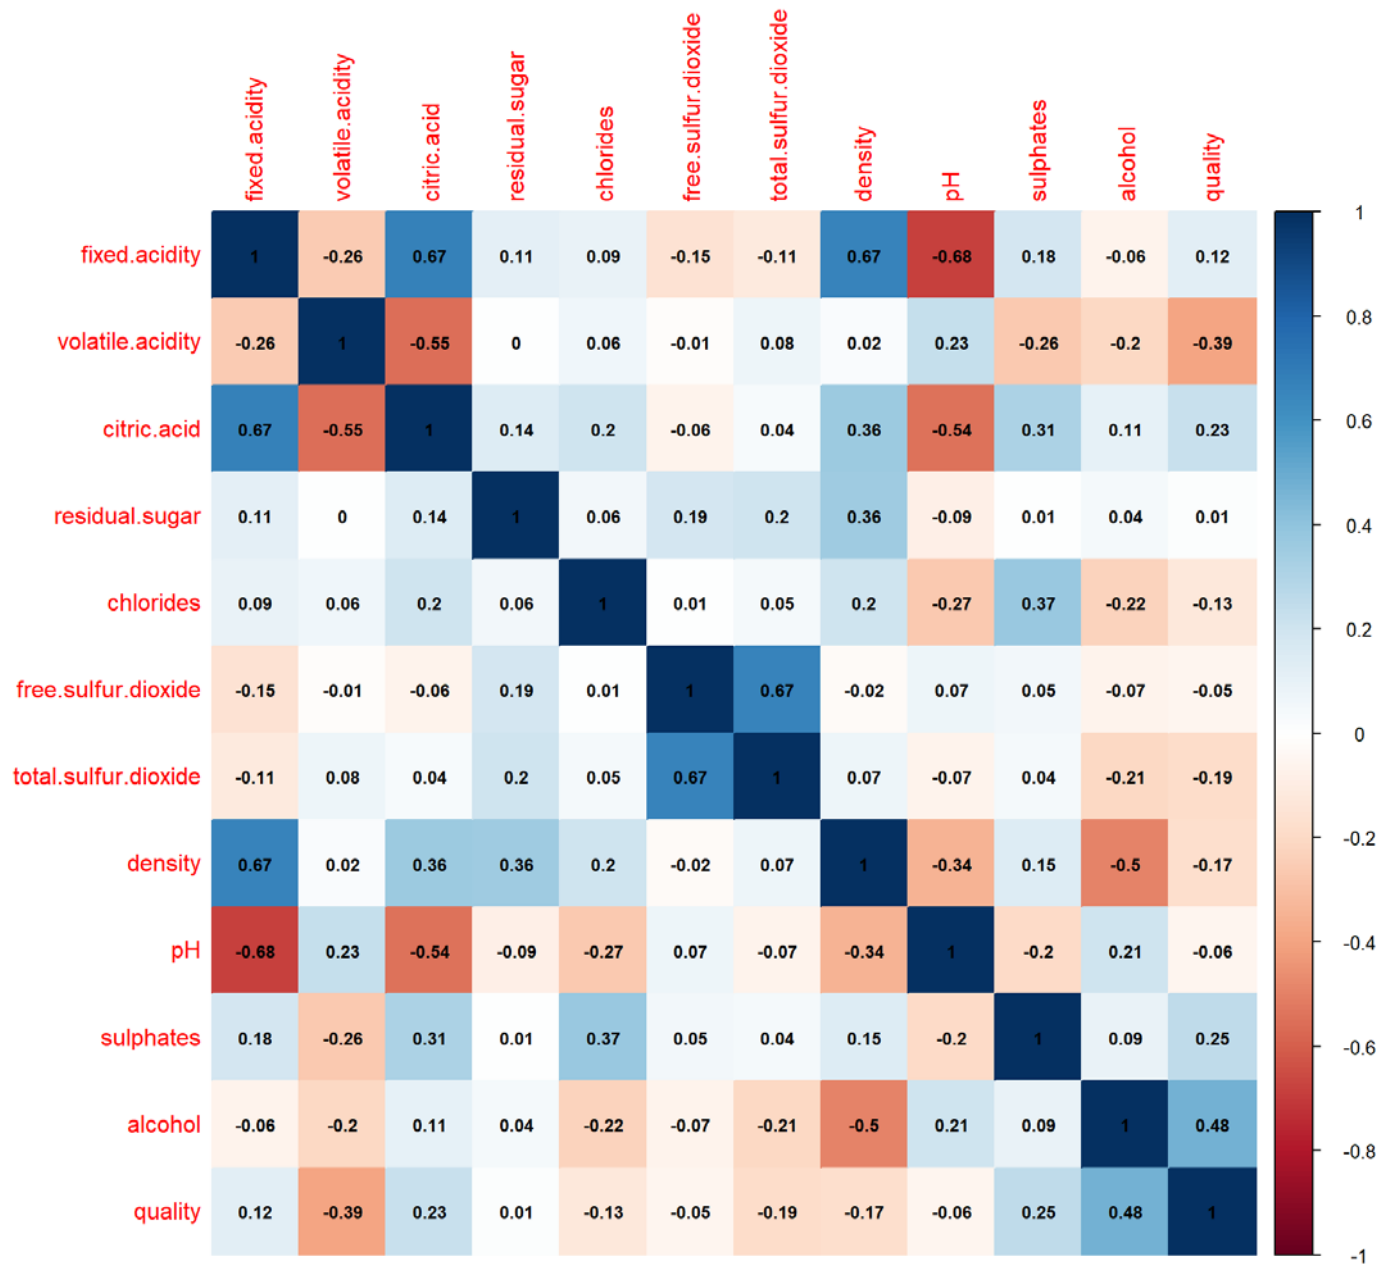 fixed.acidity volatile.acidity citric.acid residual.sugar chlorides free.sulfur.dioxide total.sulfur.dioxide density pH sulphates alcohol quality
fixed.acidity 1 -0.26 0.67 0.11 0.09 -0.15 -0.11 0.67 -0.68 0.18 -0.06 0.12
volatile.acidity -0.26 1 -0.55 0 0.06 -0.01 0.08 0.02 0.23 -0.26 -0.2 -0.39
citric.acid 0.67 -0.55 1 0.14 0.2 -0.06 0.04 0.36 -0.54 0.31 0.11 0.23
residual.sugar 0.11 0 0.14 1 0.06 0.19 0.2 0.36 -0.09 0.01 0.04 0.01
chlorides 0.09 0.06 0.2 0.06 1 0.01 0.05 0.2 -0.27 0.37 -0.22 -0.13
free.sulfur.dioxide -0.15 -0.01 -0.06 0.19 0.01 1 0.67 -0.02 0.07 0.05 -0.07 -0.05
total.sulfur.dioxide -0.11 0.08 0.04 0.2 0.05 0.67 1 0.07 -0.07 0.04 -0.21 -0.19
density 0.67 0.02 0.36 0.36 0.2 -0.02 0.07 1 -0.34 0.15 -0.5 -0.17
pH -0.68 0.23 -0.54 -0.09 -0.27 0.07 -0.07 -0.34 1 -0.2 0.21 -0.06
sulphates 0.18 -0.26 0.31 0.01 0.37 0.05 0.04 0.15 -0.2 1 0.09 0.25
alcohol -0.06 -0.2 0.11 0.04 -0.22 -0.07 -0.21 -0.5 0.21 0.09 1 0.48
quality 0.12 -0.39 0.23 0.01 -0.13 -0.05 -0.19 -0.17 -0.06 0.25 0.48 1
1
0.8
0.6
0.4
0.2
0
-0.2
-0.4
-0.6
-0.8
-1